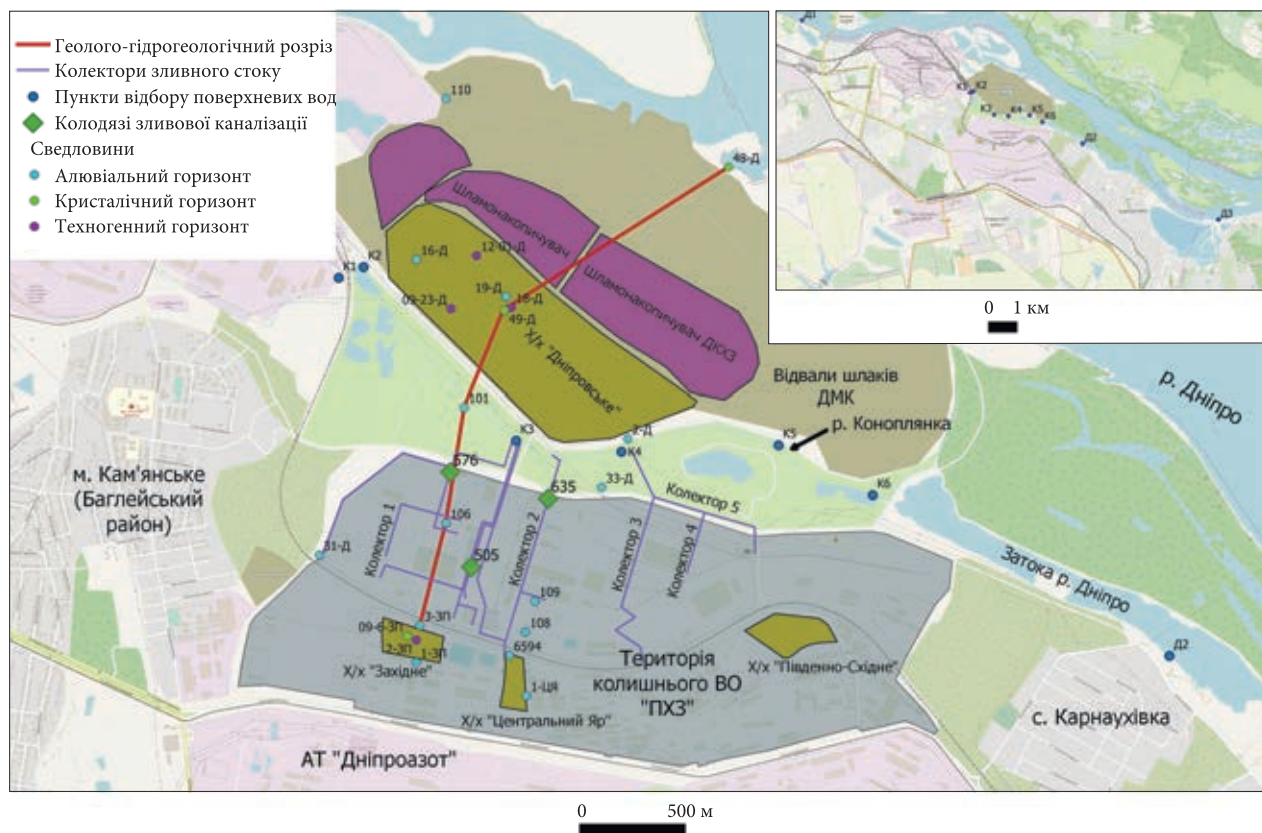 Геолого-гідрогеологічний розріз
Колектори зливного стоку
Пункти відбору поверхневих вод
Колодязі зливової каналізації
Сведловини
Алювіальний горизонт
Кристалічний горизонт
Техногенний горизонт
110
48-Д
Шламонакопичувач
Шламонакопичувач ДКХЗ
К1
К2
16-Д
12-01-Д
19-Д
18-Д
09-23-Д
49-Д
Х/х "Дніпровське"
Д1
К1
К2
К3
К4
К5
К6
Д2
Д3
0 1 км
Відвали шлаків
ДМК
р. Коноплянка
р. Дніпро
101
К3
2-Д
К4
К5
К6
м. Кам'янське
(Баглейський
район)
576
635
33-Д
Колектор 5
Колектор 1
106
505
Колектор 2
Колектор 3
Колектор 4
31-Д
Затока р. Дніпро
109
3-ЗП
09-6-ЗП
2-ЗП
1-ЗП
108
6594
1-ЦЯ
Х/х "Західне"
Х/х "Центральний Яр"
Територія
колишнього ВО
"ПХЗ"
Х/х "Південно-Східне"
Д2
с. Карнаухівка
АТ "Дніпроазот"
0 500 м